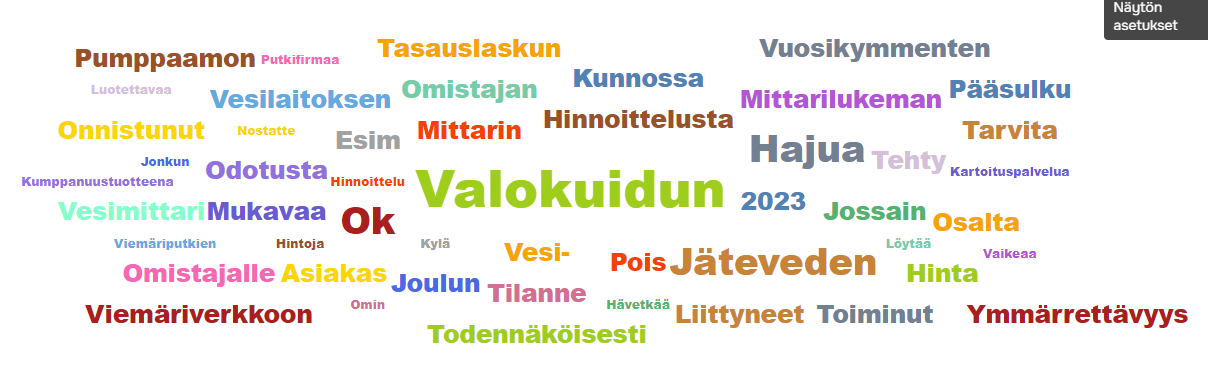 Näytön
asetukset
Tasauslaskun Vuosikymmenten
Pumppaamon Putkifirmaa
Kunnossa
Luotettavaa Omistajan Pääsulku
Vesilaitoksen Mittarilukeman
Hinnoittelusta
Onnistunut Nostatte Mittarin Tarvita
Esim
Hajua
Jonkun Tehty
Odotusta Kartoituspalvelua
Kumppanuustuotteena Hinnoittelu
Valokuidun
2023
Vesimittari Mukavaa Jossain
Ok Osalta
Viemäriputkien Hintoja Kylä Löytää
Vesi- Vaikeaa
Pois Jäteveden
Omistajalle Asiakas Hinta
Joulun
Tilanne
Omin Hävetkää
Viemäriverkkoon Liittyneet Toiminut Ymmärrettävyys
Todennäköisesti